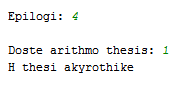 Epilogi: 4
Doste arithmo thesis: 1
H thesi akyrothike